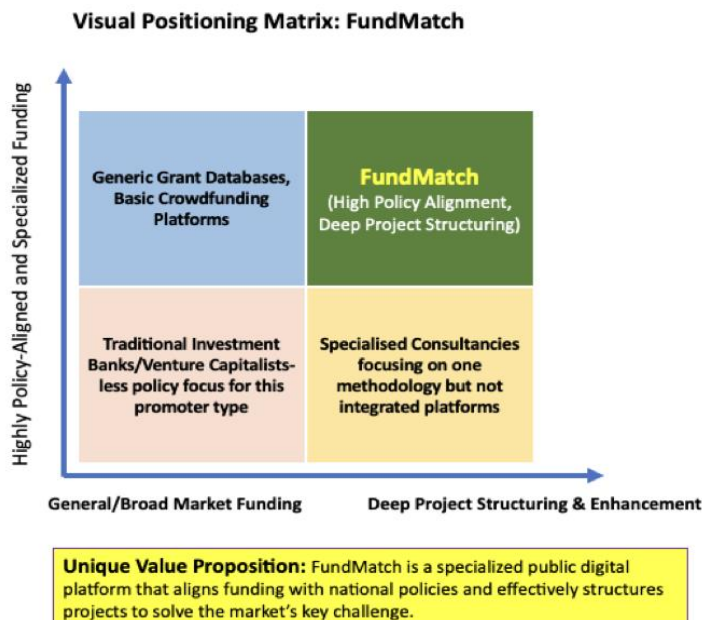 Visual Positioning Matrix: FundMatch
Highly Policy-Aligned and Specialized Funding
Generic Grant Databases,
Basic Crowdfunding
Platforms
FundMatch
(High Policy Alignment,
Deep Project Structuring)
Traditional Investment
Banks/Venture Capitalists-
less policy focus for this
promoter type
Specialised Consultancies
focusing on one
methodology but not
integrated platforms
General/Broad Market Funding
Deep Project Structuring & Enhancement
Unique Value Proposition: FundMatch is a specialized public digital
platform that aligns funding with national policies and effectively structures
projects to solve the market's key challenge.